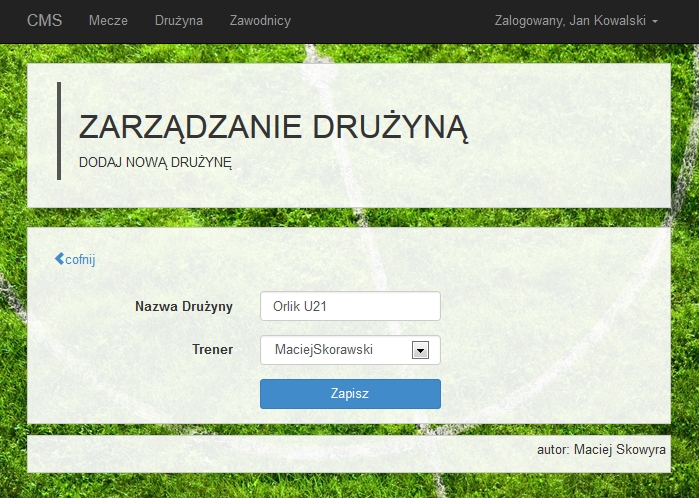 CMS Mecze Drużyna Zawodnicy Zalogowany, Jan Kowalski
ZARZĄDZANIE DRUŻYNĄ
DODAJ NOWĄ DRUŻYNĘ
cofnij
Nazwa Drużyny Orlik U21
Trener MaciejSkorawski
Zapisz
autor: Maciej Skowyra